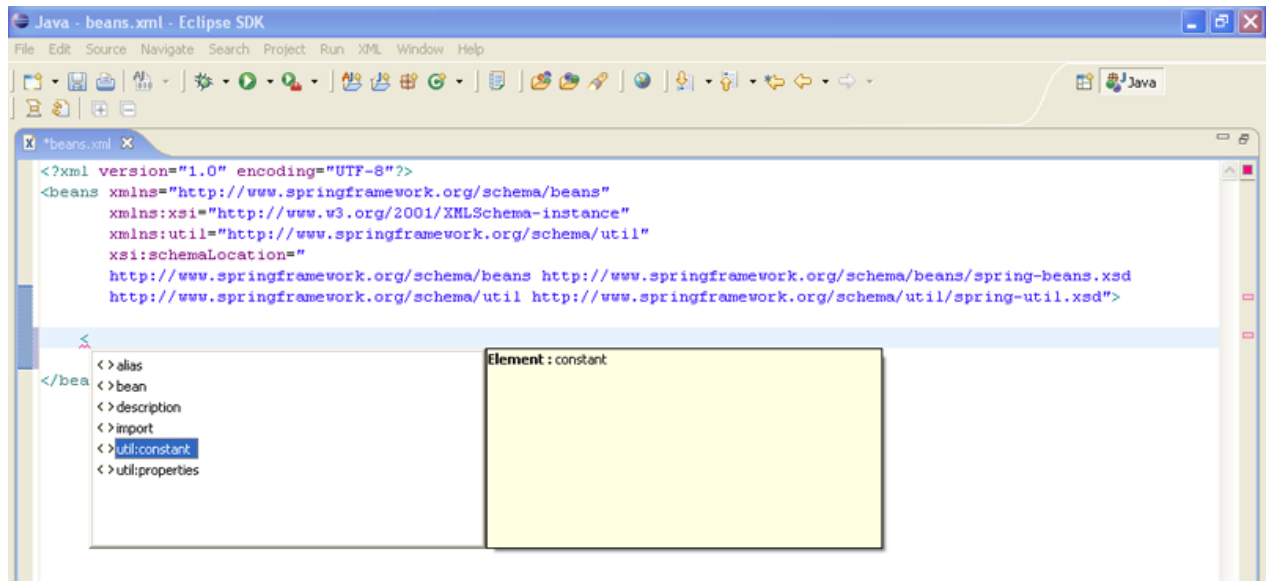 Java - beans.xml - Eclipse SDK
File Edit Source Navigate Search Project Run XML Window Help
Java
*beans.xml
<?xml version="1.0" encoding="UTF-8"?>
<beans xmlns="http://www.springframework.org/schema/beans"
xmlns:xsi="http://www.w3.org/2001/XMLSchema-instance"
xmlns:util="http://www.springframework.org/schema/util"
xsi:schemaLocation="
http://www.springframework.org/schema/beans http://www.springframework.org/schema/beans/spring-beans.xsd
http://www.springframework.org/schema/util http://www.springframework.org/schema/util/spring-util.xsd">
<
<> alias
Element : constant
</bea
<> bean
<> description
<> import
<> util:constant
<> util:properties